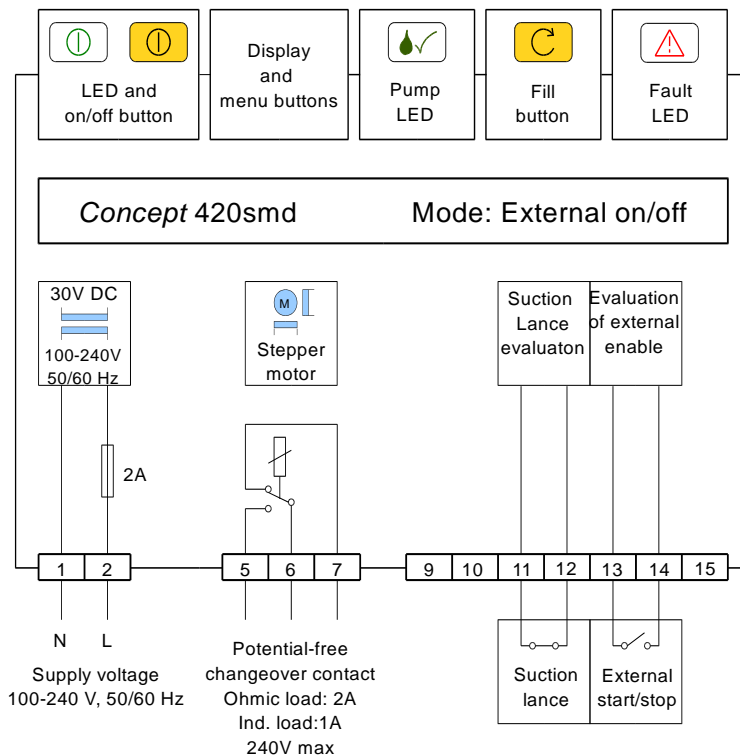 LED and
on/off button
Display
and
menu buttons
Pump
LED
Fill
button
Fault
LED
Concept 420smd
Mode: External on/off
30V DC
100-240V
50/60 Hz
M
Stepper
motor
Suction
Lance
evaluaton
Evaluation
of external
enable
2A
1 2
5 6 7
9 10 11 12 13 14 15
N L
Supply voltage
100-240 V, 50/60 Hz
Potential-free
changeover contact
Ohmic load: 2A
Ind. load:1A
240V max
Suction
lance
External
start/stop